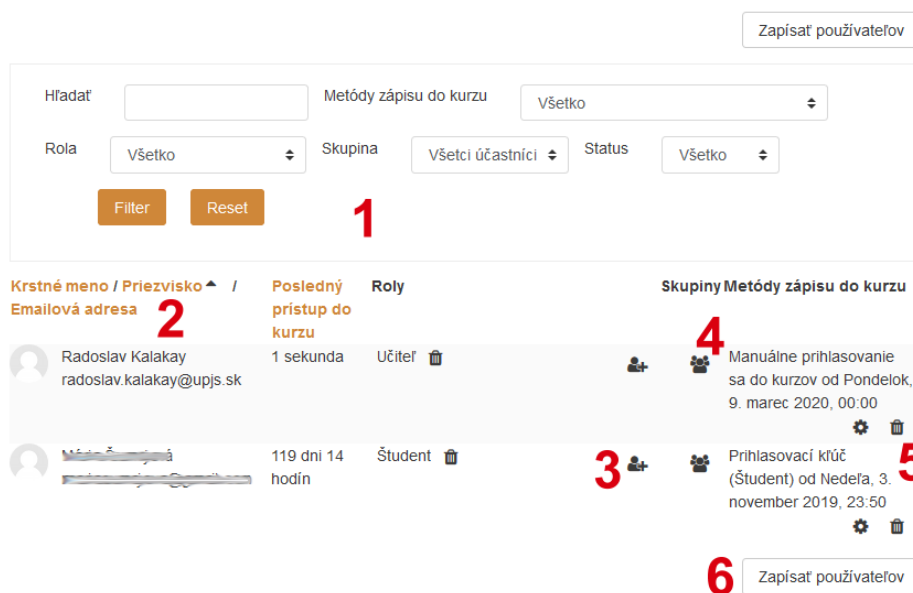 Zapísať používateľov
Hľadať
Metódy zápisu do kurzu
Všetko
Rola
Všetko
Skupina
Všetci účastníci
Status
Všetko
Filter
Reset
1
Krstné meno / Priezvisko /
Emailová adresa
2
Posledný
prístup do
kurzu
Roly
Skupiny
Metódy zápisu do kurzu
4
Radoslav Kalakay
radoslav.kalakay@upjs.sk
1 sekunda
Učiteľ
Manuálne prihlasovanie
sa do kurzov od Pondelok,
9. marec 2020, 00:00
119 dni 14
hodín
Študent
3
Prihlasovací kľúč
(Študent) od Nedeľa, 3.
november 2019, 23:50
5
6
Zapísať používateľov